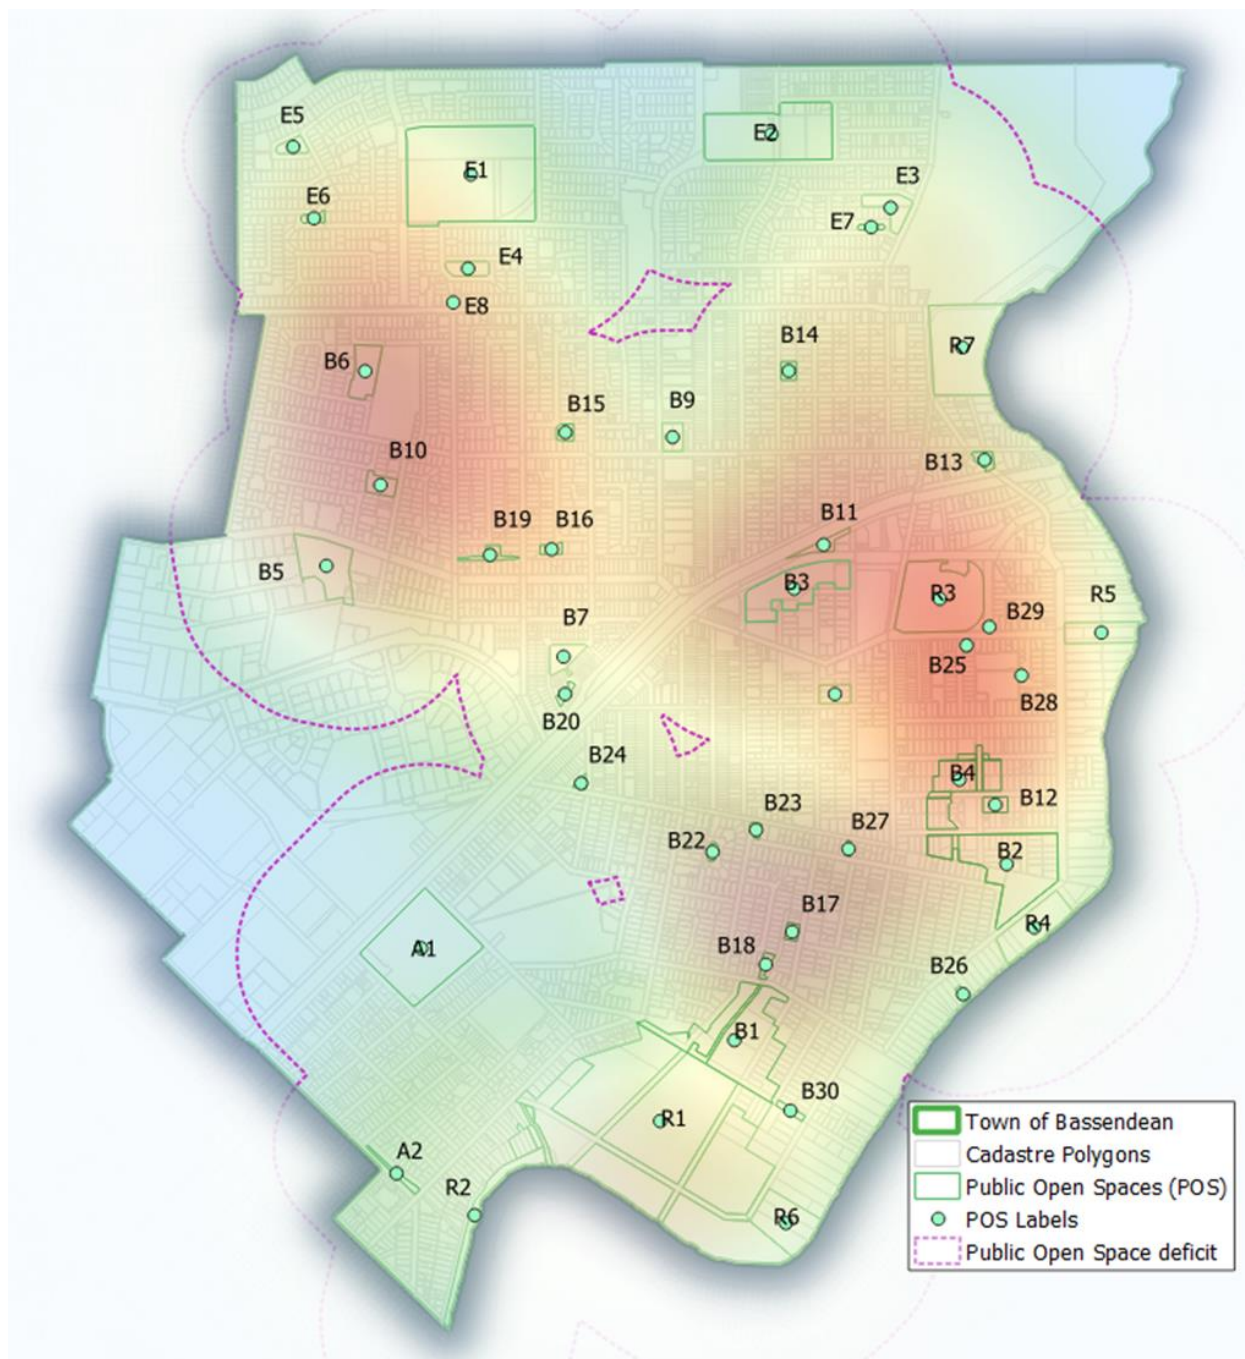 E5
E1
E2
E6
E3
E7
E4
E8
B14
R7
B6
B15
B9
B10
B13
B19
B16
B11
B5
B3
R3
R5
B29
B7
B25
B28
B20
B24
B4
B12
B23
B27
B22
B2
B17
R4
A1
B18
B26
B1
B30
R1
A2
R2
R6
Town of Bassendean
Cadastre Polygons
Public Open Spaces (POS)
POS Labels
Public Open Space deficit